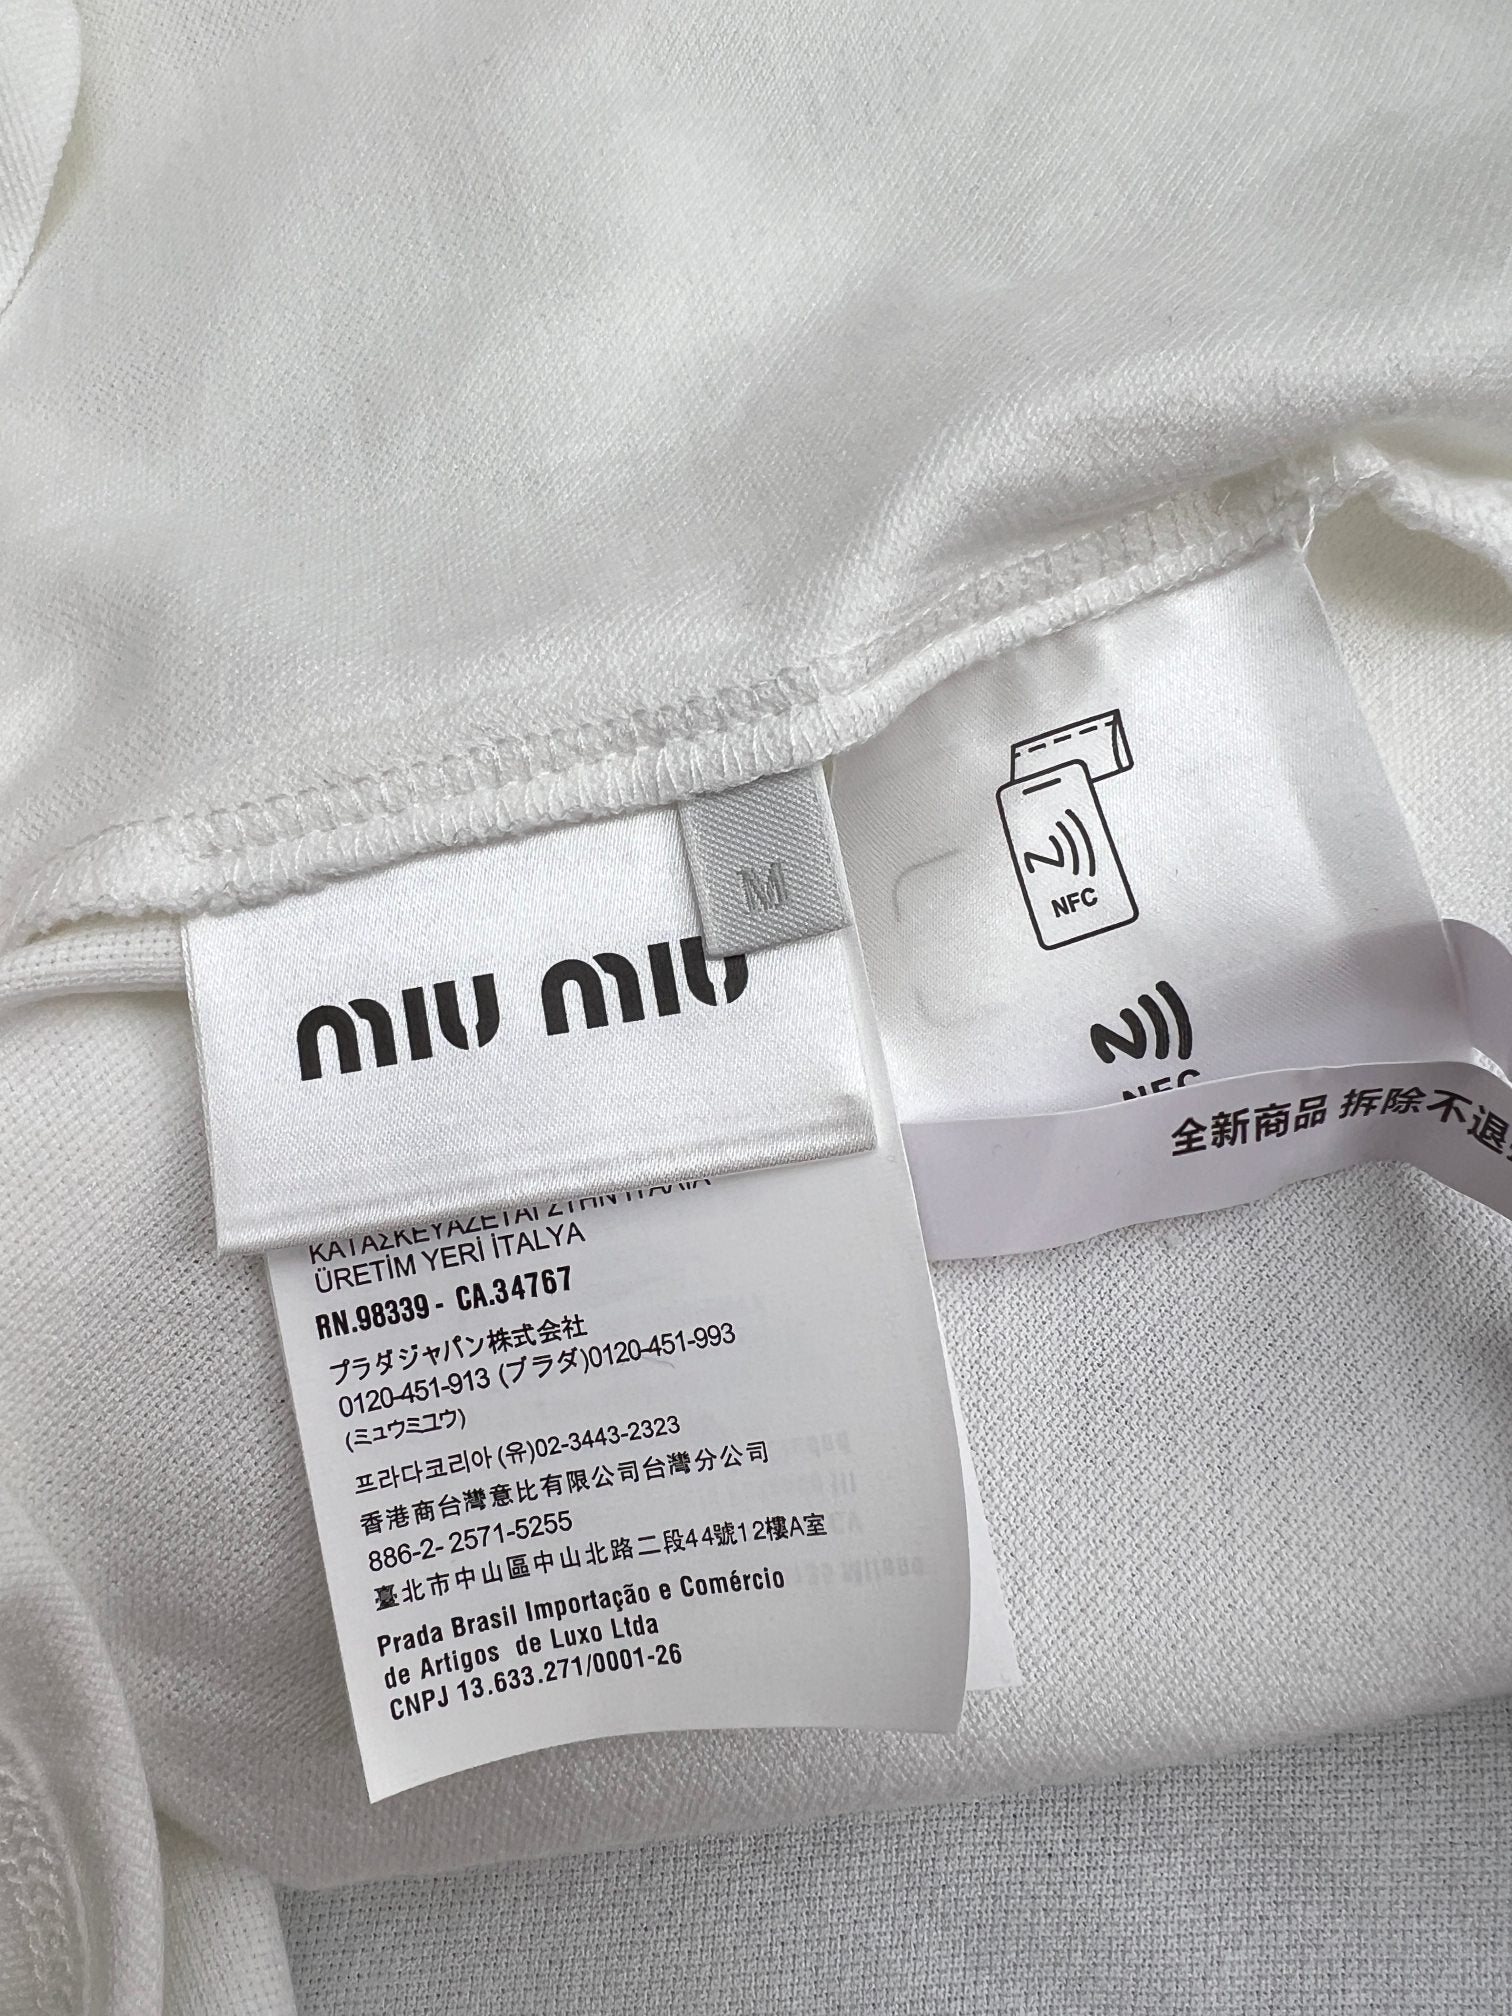 M
miu miu
NFC
NFC
全新商品 拆除不退
ΚΑΤΑΣΚΕΥΑΖΕΤΑΙ ΣΤΗΝ ΙΤΑΛΙΑ
ÜRETİM YERİ İTALYA
RN.98339- CA.34767
プラダジャパン株式会社
0120-451-913 (プラダ)0120-451-993
(ミュウミユウ)
프라다코리아 (유)02-3443-2323
香港商台灣意比有限公司台灣分公司
886-2- 2571-5255
臺北市中山區中山北路二段44號12樓A室
Prada Brasil Importação e Comércio
de Artigos de Luxo Ltda
CNPJ 13.633.271/0001-26